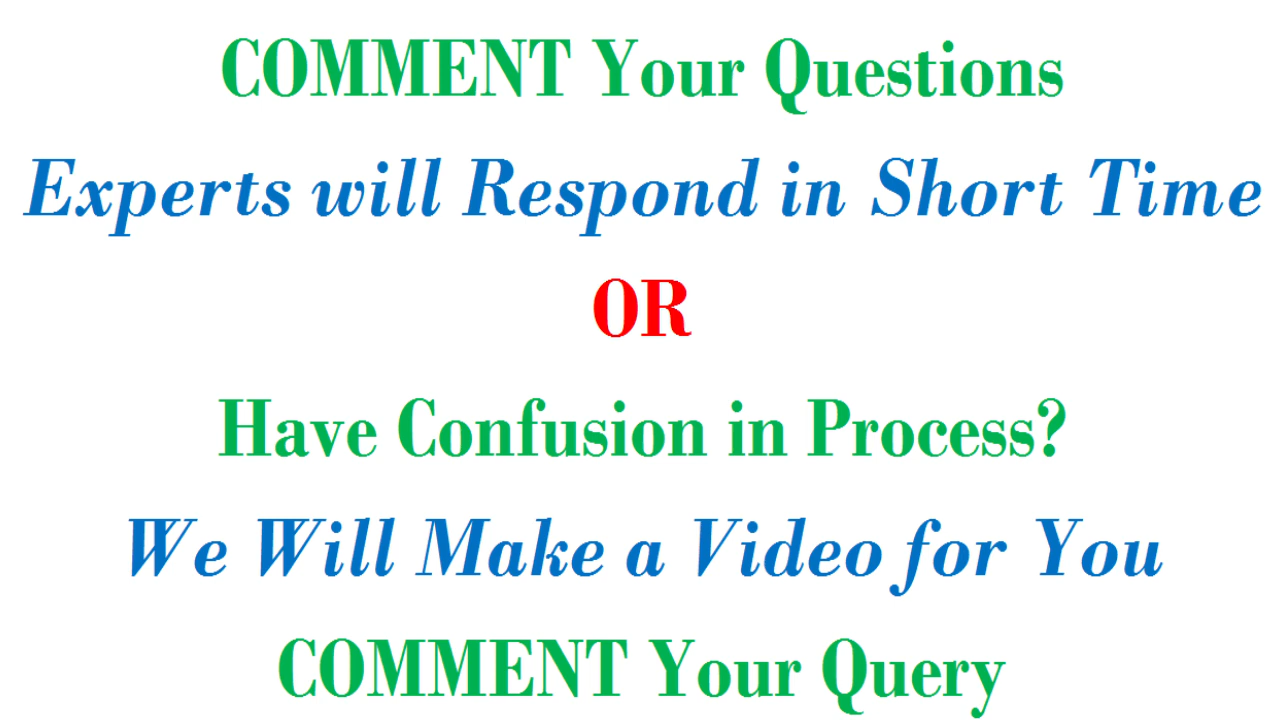 COMMENT Your Questions
Experts will Respond in Short Time
OR
Have Confusion in Process?
We Will Make a Video for You
COMMENT Your Query